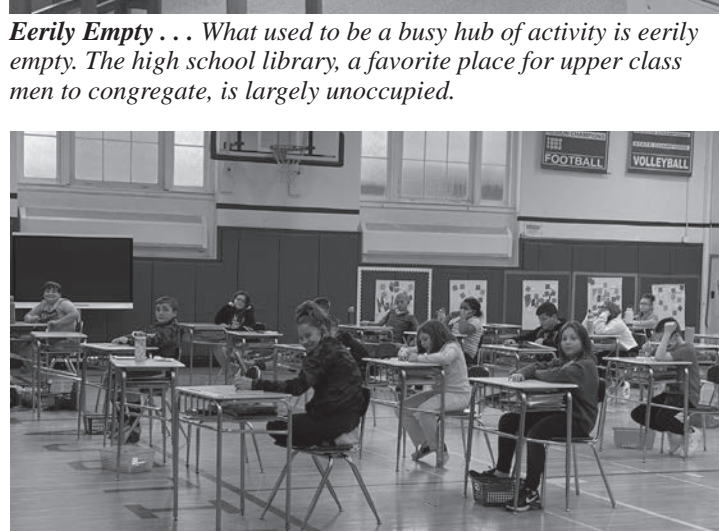 Eerily Empty . . . What used to be a busy hub of activity is eerily
empty. The high school library, a favorite place for upper class
men to congregate, is largely unoccupied.
FOOTBALL
VOLLEYBALL